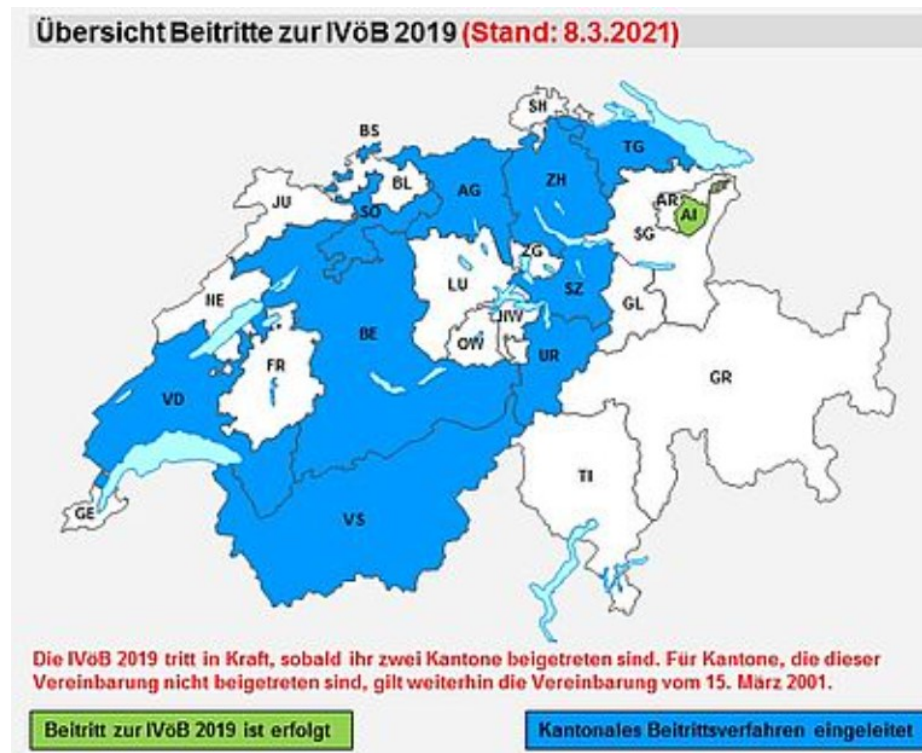 Übersicht Beitritte zur IVöB 2019 (Stand: 8.3.2021)
SH
BS
TG
BL
AG
ZH
JU
SO
AR
AI
SG
ZG
NE
LU
SZ
NW
GL
BE
OW
UR
FR
GR
VD
TI
GE
VS
Die IVöB 2019 tritt in Kraft, sobald ihr zwei Kantone beigetreten sind. Für Kantone, die dieser
Vereinbarung nicht beigetreten sind, gilt weiterhin die Vereinbarung vom 15. März 2001.
Beitritt zur IVöB 2019 ist erfolgt
Kantonales Beitrittsverfahren eingeleitet